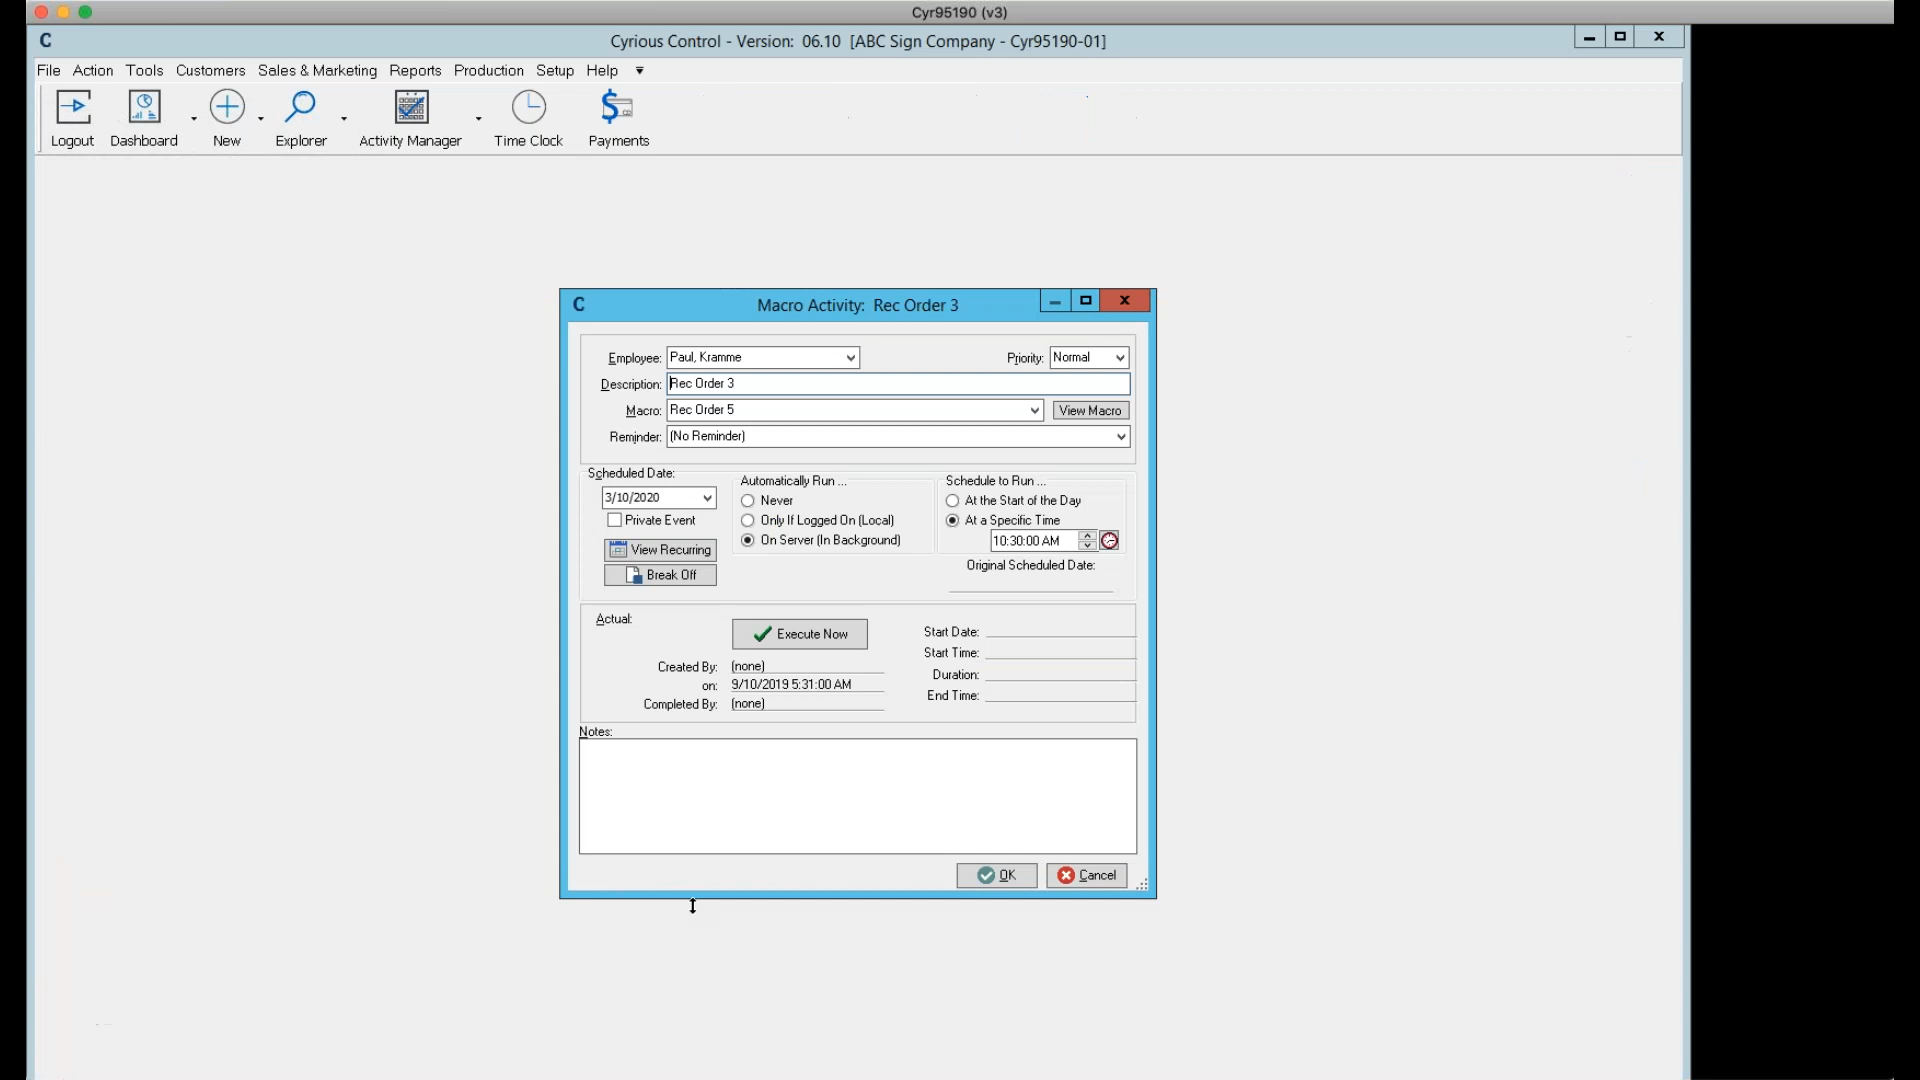 Cyr95190 (v3)
C Cyrious Control - Version: 06.10 [ABC Sign Company - Cyr95190-01]
File Action Tools Customers Sales & Marketing Reports Production Setup Help
Logout Dashboard New Explorer Activity Manager Time Clock Payments
C Macro Activity: Rec Order 3
Employee: Paul, Kramme Priority: Normal
Description: Rec Order 3
Macro: Rec Order 5 View Macro
Reminder: (No Reminder)
Scheduled Date: Automatically Run ... Schedule to Run ...
3/10/2020 Never At the Start of the Day
Private Event Only If Logged On (Local) At a Specific Time
View Recurring On Server (In Background) 10:30:00 AM
Break Off Original Scheduled Date:
Actual:
Execute Now Start Date:
Start Time:
Created By: (none) Duration:
on: 9/10/2019 5:31:00 AM End Time:
Completed By: (none)
Notes:
OK Cancel